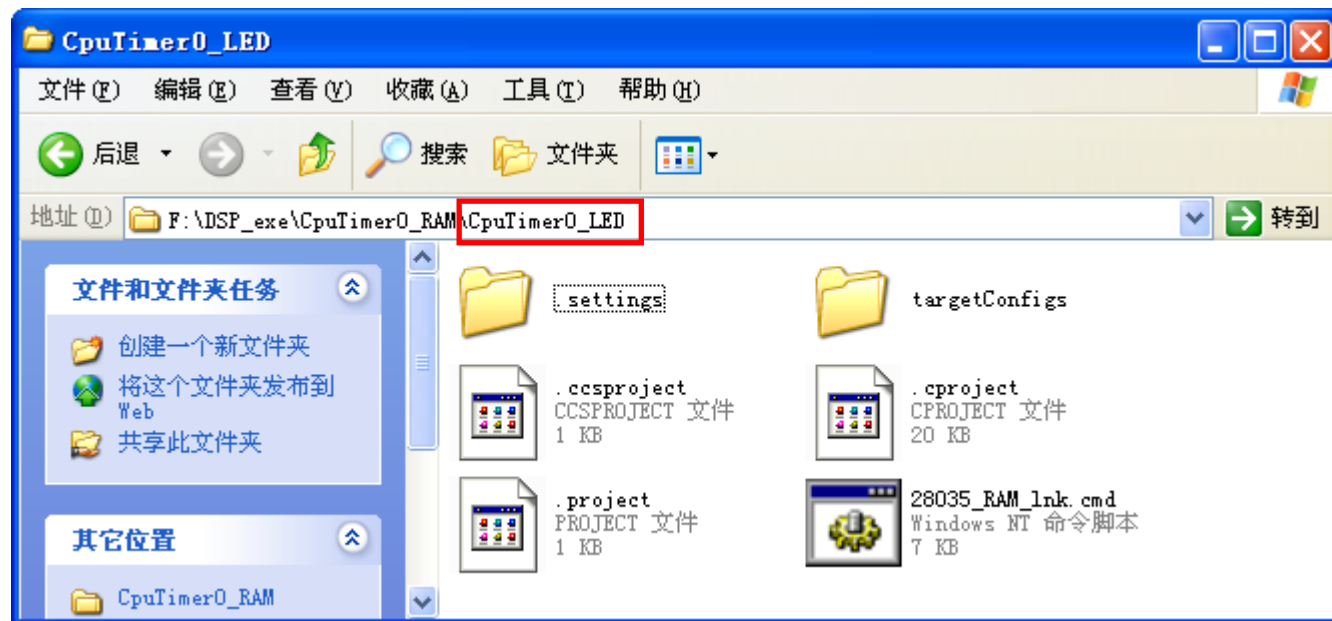 CpuTimer0_LED
文件(F) 编辑(E) 查看(V) 收藏(A) 工具(T) 帮助(H)
后退 搜索 文件夹
地址(D) F:\DSP_exe\CpuTimer0_RAM\CpuTimer0_LED 转到
文件和文件夹任务
创建一个新文件夹
将这个文件夹发布到
Web
共享此文件夹
其它位置
CpuTimer0_RAM
.settings
targetConfigs
.ccsproject
CCSPROJECT 文件
1 KB
.cproject
CPROJECT 文件
20 KB
.project
PROJECT 文件
1 KB
28035_RAM_lnk.cmd
Windows NT 命令脚本
7 KB